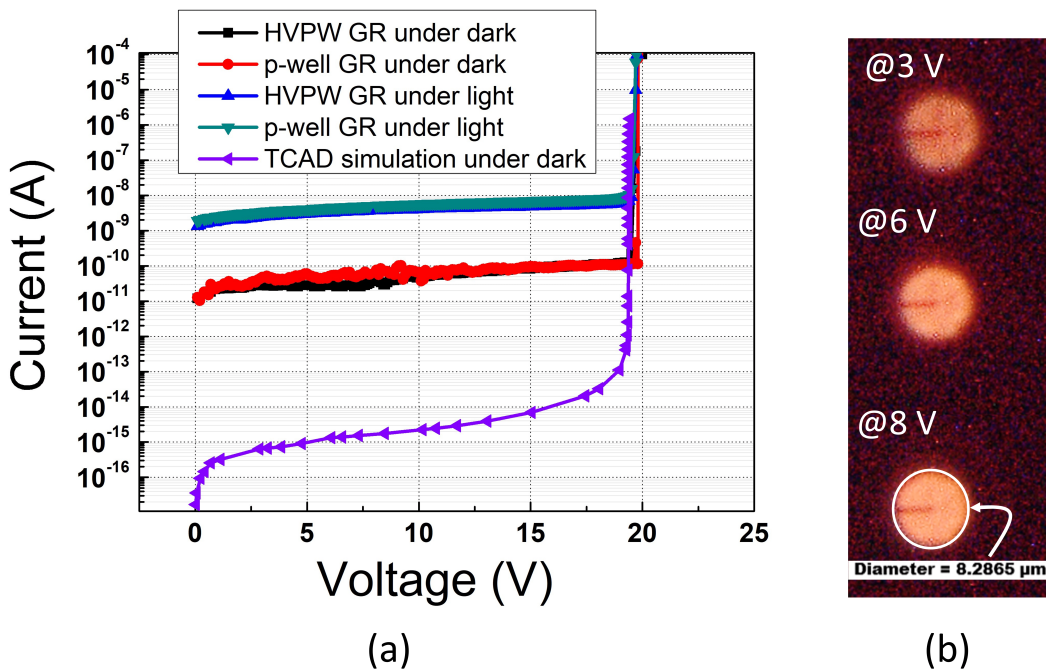 HVPW GR under dark
p-well GR under dark
HVPW GR under light
p-well GR under light
TCAD simulation under dark
10⁻⁴
10⁻⁵
10⁻⁶
10⁻⁷
10⁻⁸
10⁻⁹
10⁻¹⁰
10⁻¹¹
10⁻¹²
10⁻¹³
10⁻¹⁴
10⁻¹⁵
10⁻¹⁶
Current (A)
0 5 10 15 20 25
Voltage (V)
(a)
@3 V
@6 V
@8 V
Diameter = 8.2865 µm
(b)